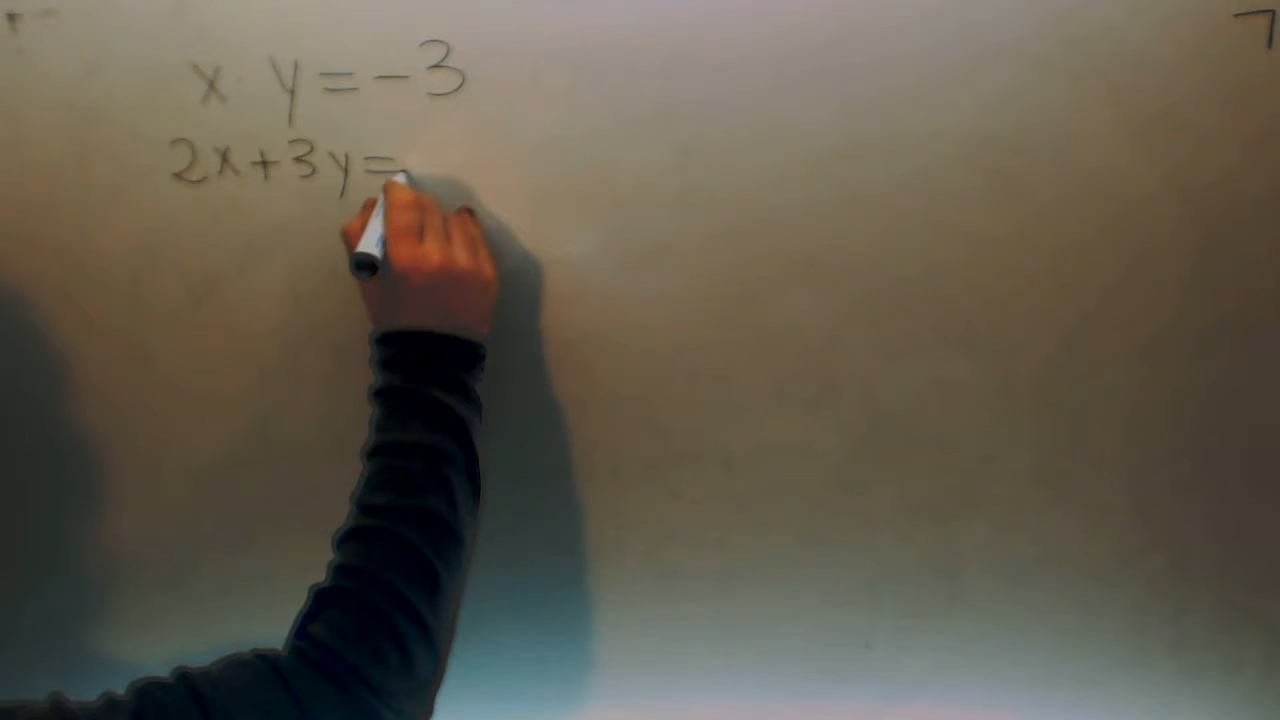 x y = -3
2x+3y=